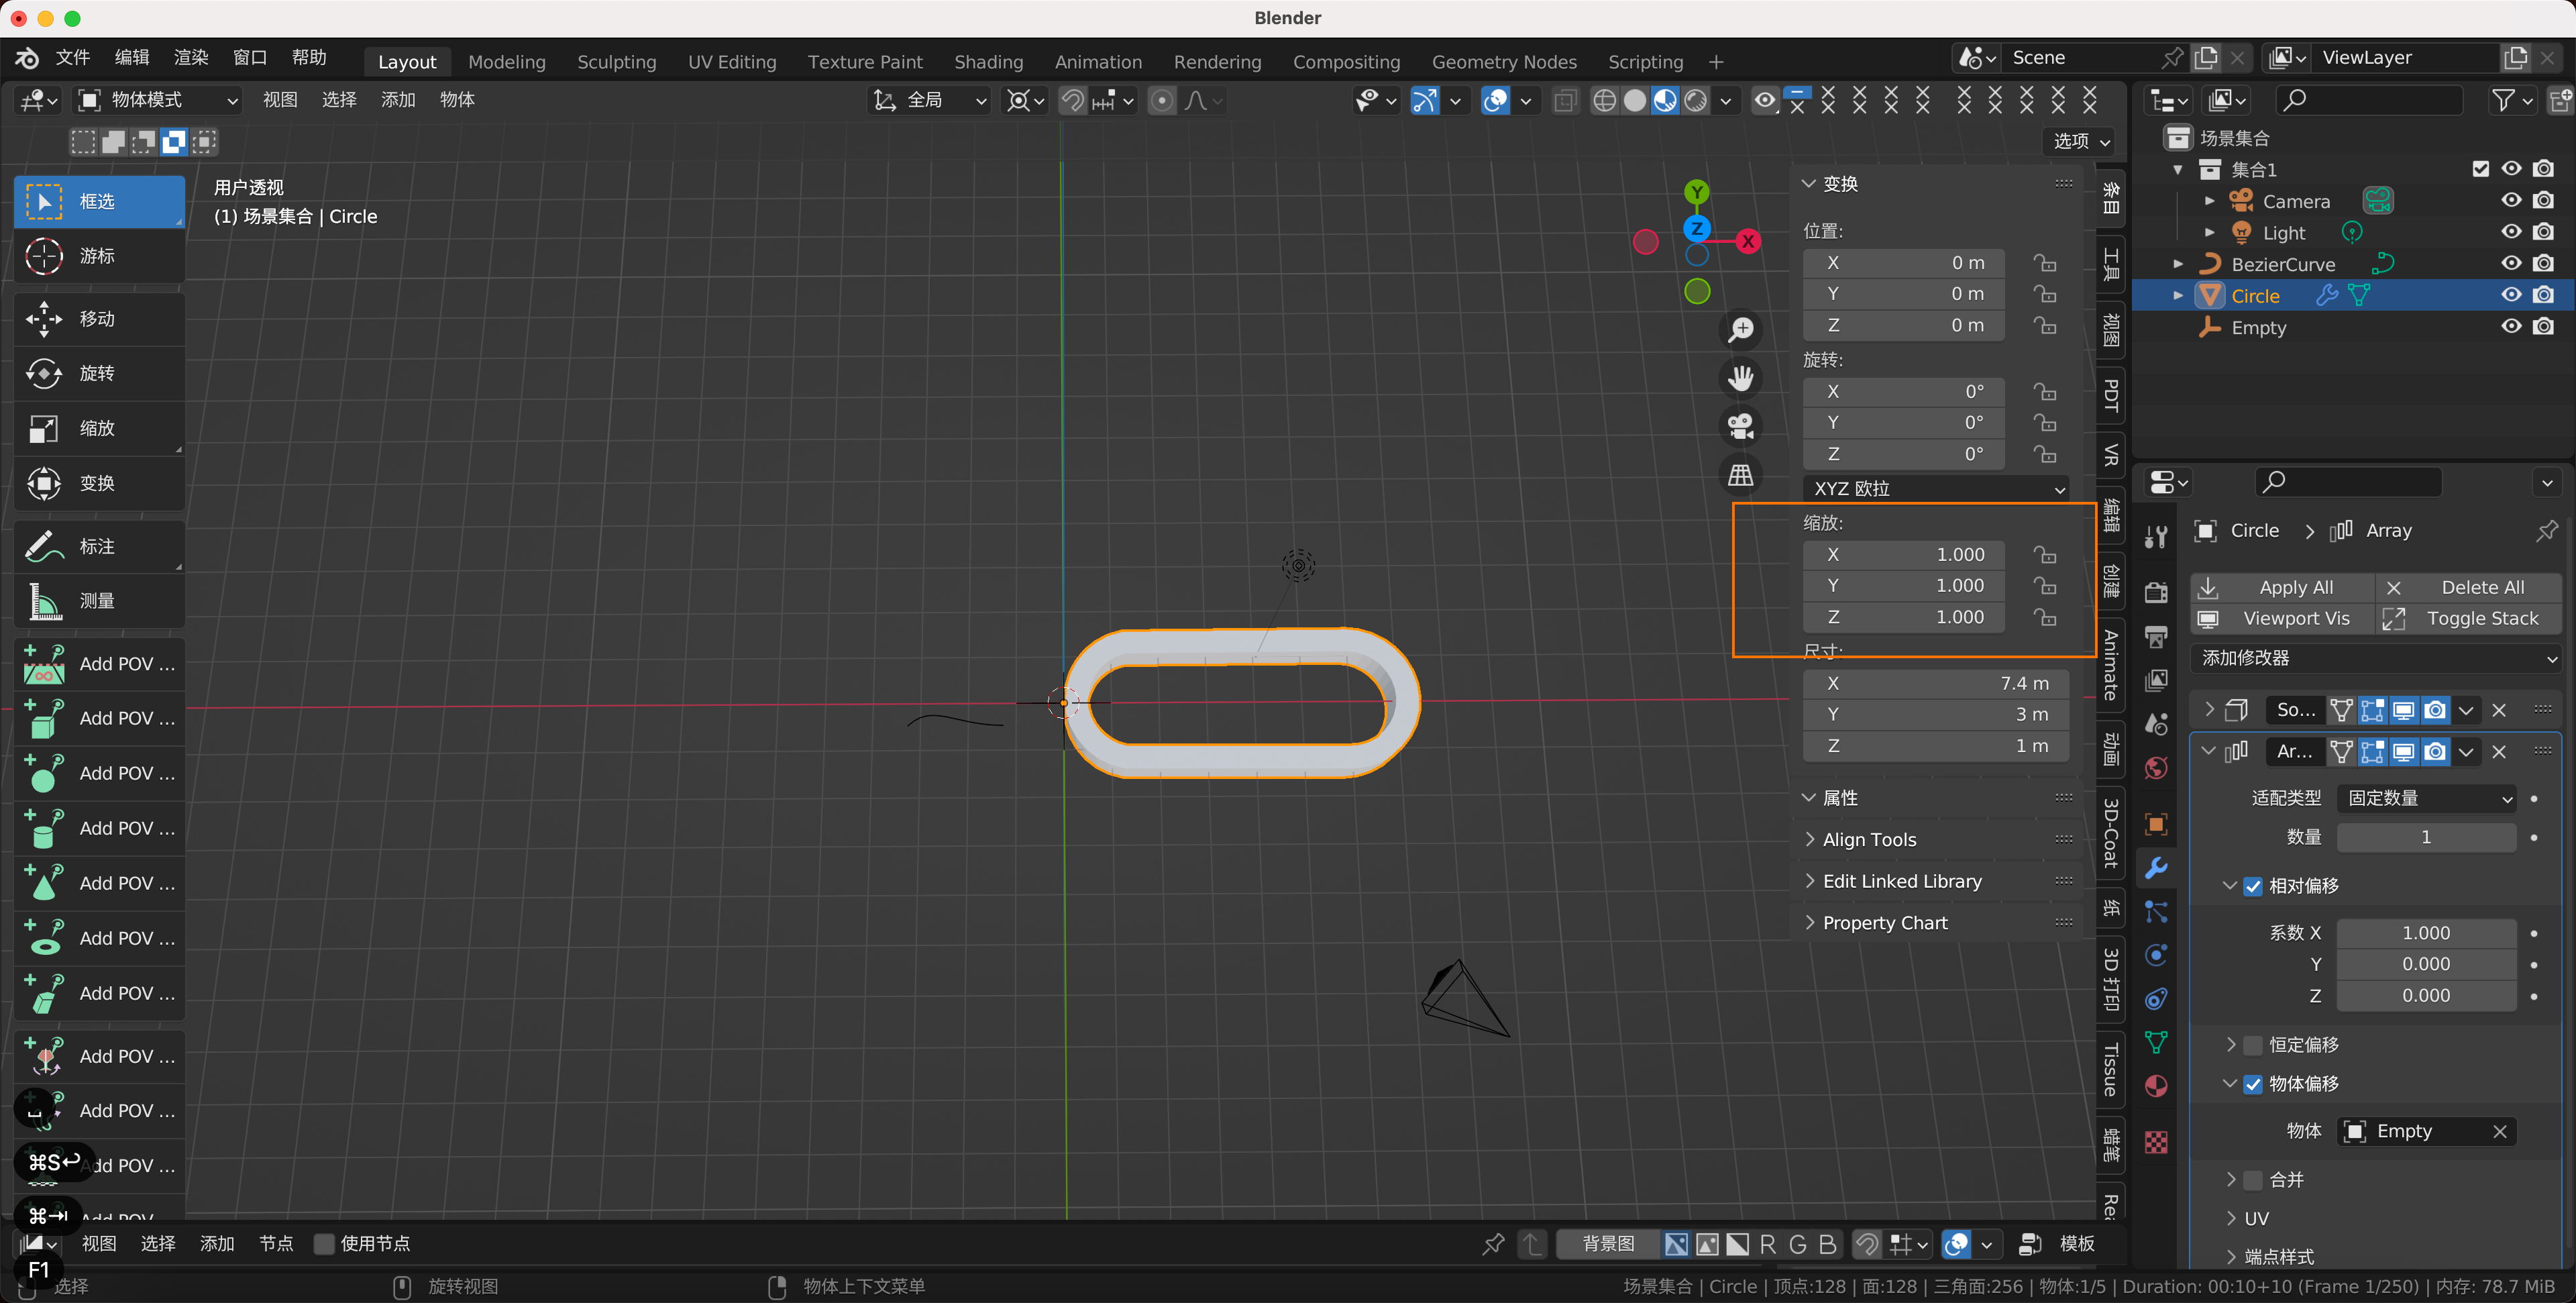 Blender
文件 编辑 渲染 窗口 帮助 Layout Modeling Sculpting UV Editing Texture Paint Shading Animation Rendering Compositing Geometry Nodes Scripting + Scene ViewLayer
物体模式 视图 选择 添加 物体 全局
选项
用户透视
(1) 场景集合 | Circle
框选
游标
移动
旋转
缩放
变换
标注
测量
Add POV ...
Add POV ...
Add POV ...
Add POV ...
Add POV ...
Add POV ...
Add POV ...
Add POV ...
Add POV ...
Add POV ...
⌘S↩
⌘⇥
F1
Y
Z
X
变换
位置:
X 0 m
Y 0 m
Z 0 m
旋转:
X 0°
Y 0°
Z 0°
XYZ 欧拉
缩放:
X 1.000
Y 1.000
Z 1.000
尺寸:
X 7.4 m
Y 3 m
Z 1 m
属性
Align Tools
Edit Linked Library
Property Chart
条目
工具
视图
PDT
VR
编辑
创建
Animate
动画
3D-Coat
纸
3D 打印
Tissue
蜡笔
场景集合
集合1
Camera
Light
BezierCurve
Circle
Empty
Circle > Array
Apply All Delete All
Viewport Vis Toggle Stack
添加修改器
So...
Ar...
适配类型 固定数量
数量 1
相对偏移
系数 X 1.000
Y 0.000
Z 0.000
恒定偏移
物体偏移
物体 Empty
合并
UV
端点样式
视图 选择 添加 节点 使用节点 背景图 R G B 模板
选择 旋转视图 物体上下文菜单 场景集合 | Circle | 顶点:128 | 面:128 | 三角面:256 | 物体:1/5 | Duration: 00:10+10 (Frame 1/250) | 内存: 78.7 MiB